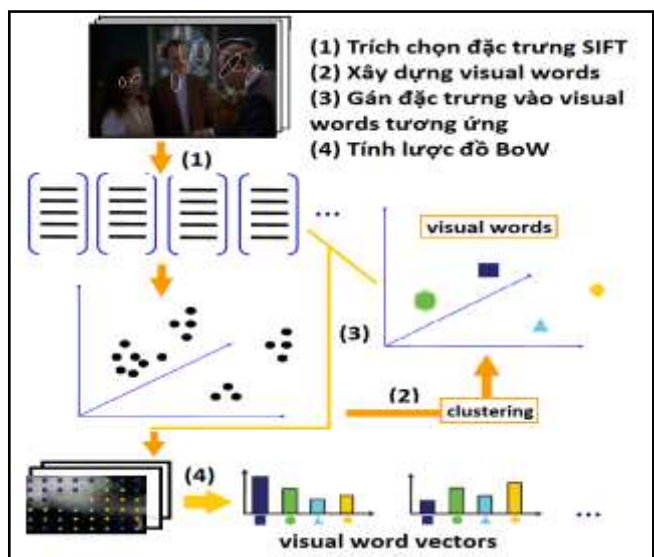 (1) Trích chọn đặc trưng SIFT
(2) Xây dựng visual words
(3) Gán đặc trưng vào visual
words tương ứng
(4) Tính lược đồ BoW
(1)
...
visual words
(3)
(2)
clustering
(4)
...
visual word vectors